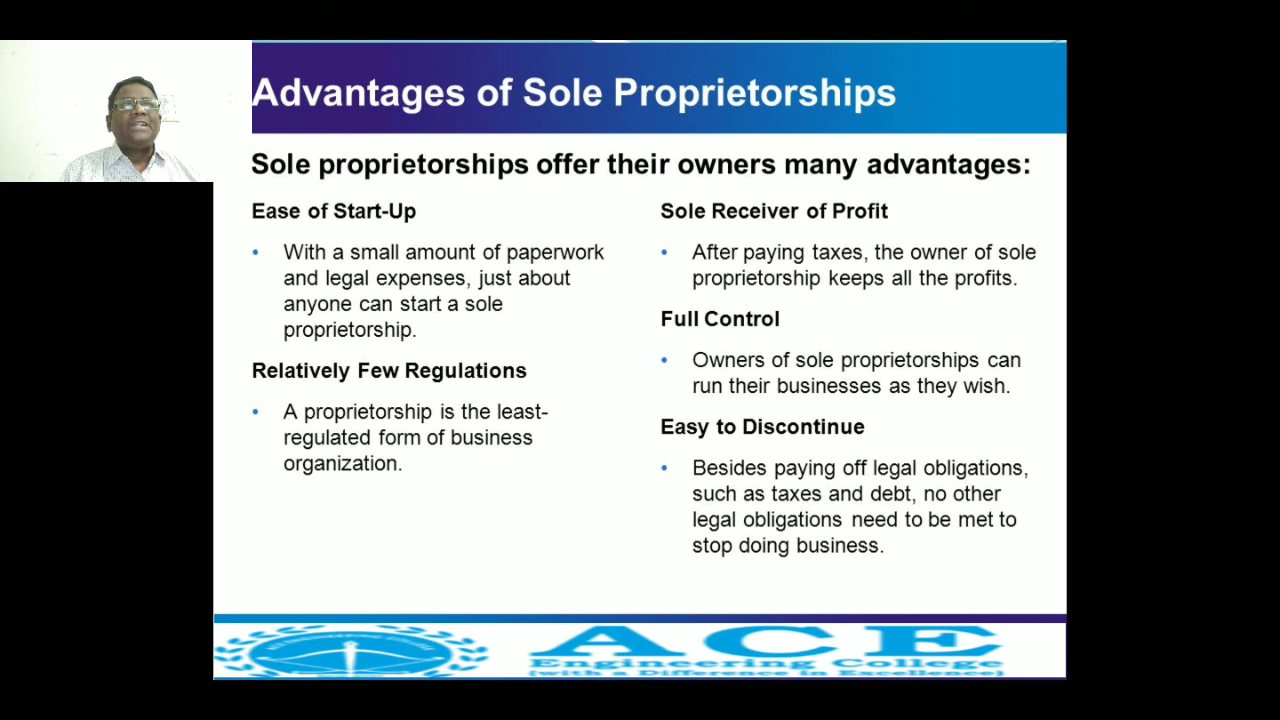 Advantages of Sole Proprietorships
Sole proprietorships offer their owners many advantages:
Ease of Start-Up
• With a small amount of paperwork
and legal expenses, just about
anyone can start a sole
proprietorship.
Relatively Few Regulations
• A proprietorship is the least-
regulated form of business
organization.
Sole Receiver of Profit
• After paying taxes, the owner of sole
proprietorship keeps all the profits.
Full Control
• Owners of sole proprietorships can
run their businesses as they wish.
Easy to Discontinue
• Besides paying off legal obligations,
such as taxes and debt, no other
legal obligations need to be met to
stop doing business.
ACE
Engineering College
(with a Difference in Excellence)